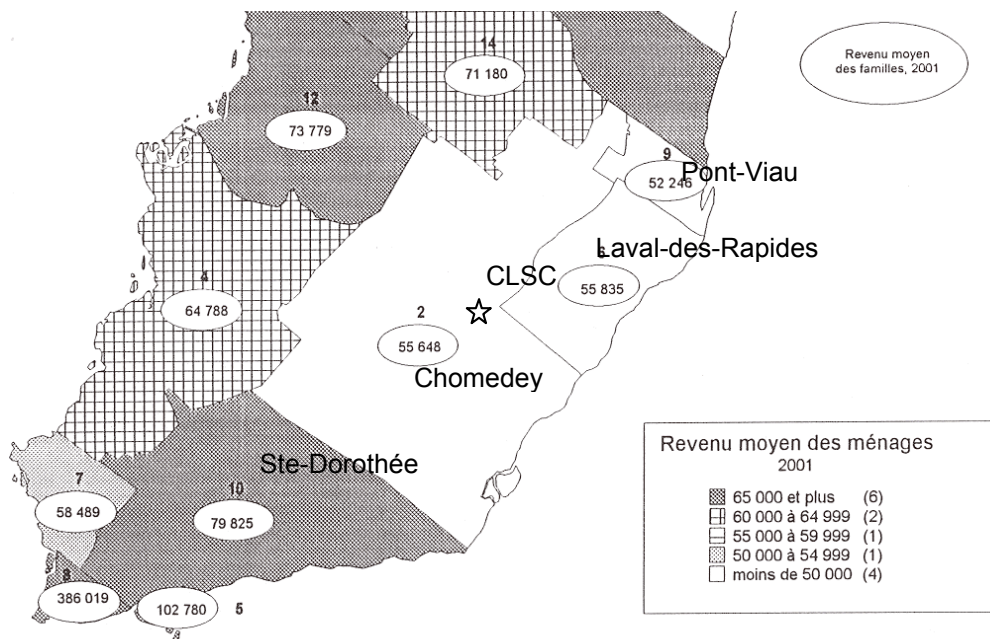 14
71 180
Revenu moyen
des familles, 2001
12
73 779
9
Pont-Viau
52 246
Laval-des-Rapides
6
CLSC
55 835
4
64 788
2
55 648
Chomedey
Revenu moyen des ménages
2001
65 000 et plus (6)
60 000 à 64 999 (2)
55 000 à 59 999 (1)
50 000 à 54 999 (1)
moins de 50 000 (4)
Ste-Dorothée
7
58 489
10
79 825
8
386 019
102 780
5